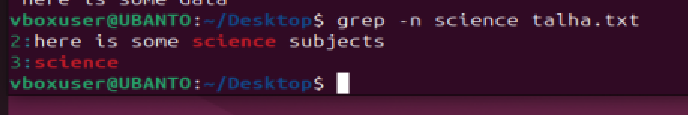 here is some data
vboxuser@UBANTO:~/Desktop$ grep -n science talha.txt
2:here is some science subjects
3:science
vboxuser@UBANTO:~/Desktop$